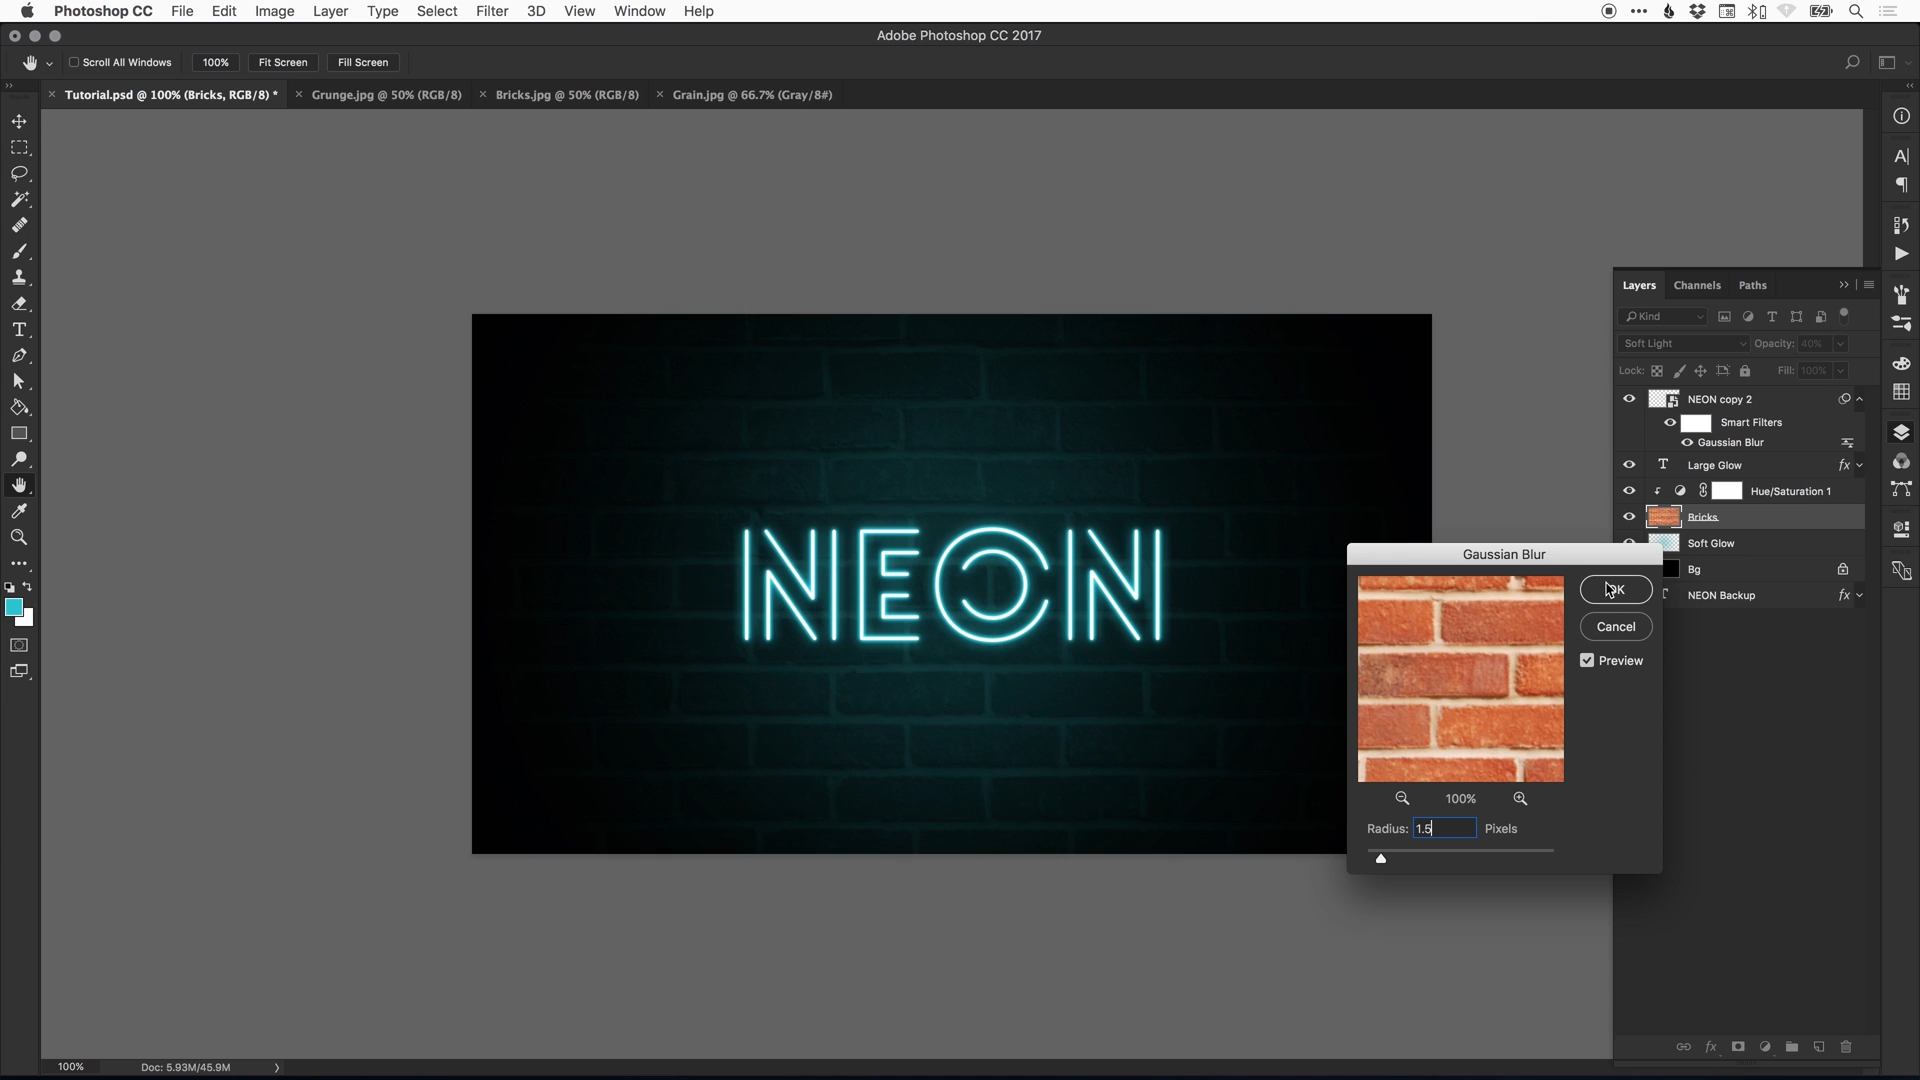 Photoshop CC File Edit Image Layer Type Select Filter 3D View Window Help
Adobe Photoshop CC 2017
Scroll All Windows 100% Fit Screen Fill Screen
Tutorial.psd @ 100% (Bricks, RGB/8) * Grunge.jpg @ 50% (RGB/8) Bricks.jpg @ 50% (RGB/8) Grain.jpg @ 66.7% (Gray/8#)
Layers Channels Paths
Kind
Soft Light Opacity: 40%
Lock: Fill: 100%
NEON copy 2
Smart Filters
Gaussian Blur
T Large Glow fx
Hue/Saturation 1
Bricks
Soft Glow
Bg
NEON Backup fx
NEON
Gaussian Blur
OK
Cancel
Preview
100%
Radius: 1.5 Pixels
fx
100% Doc: 5.93M/45.9M